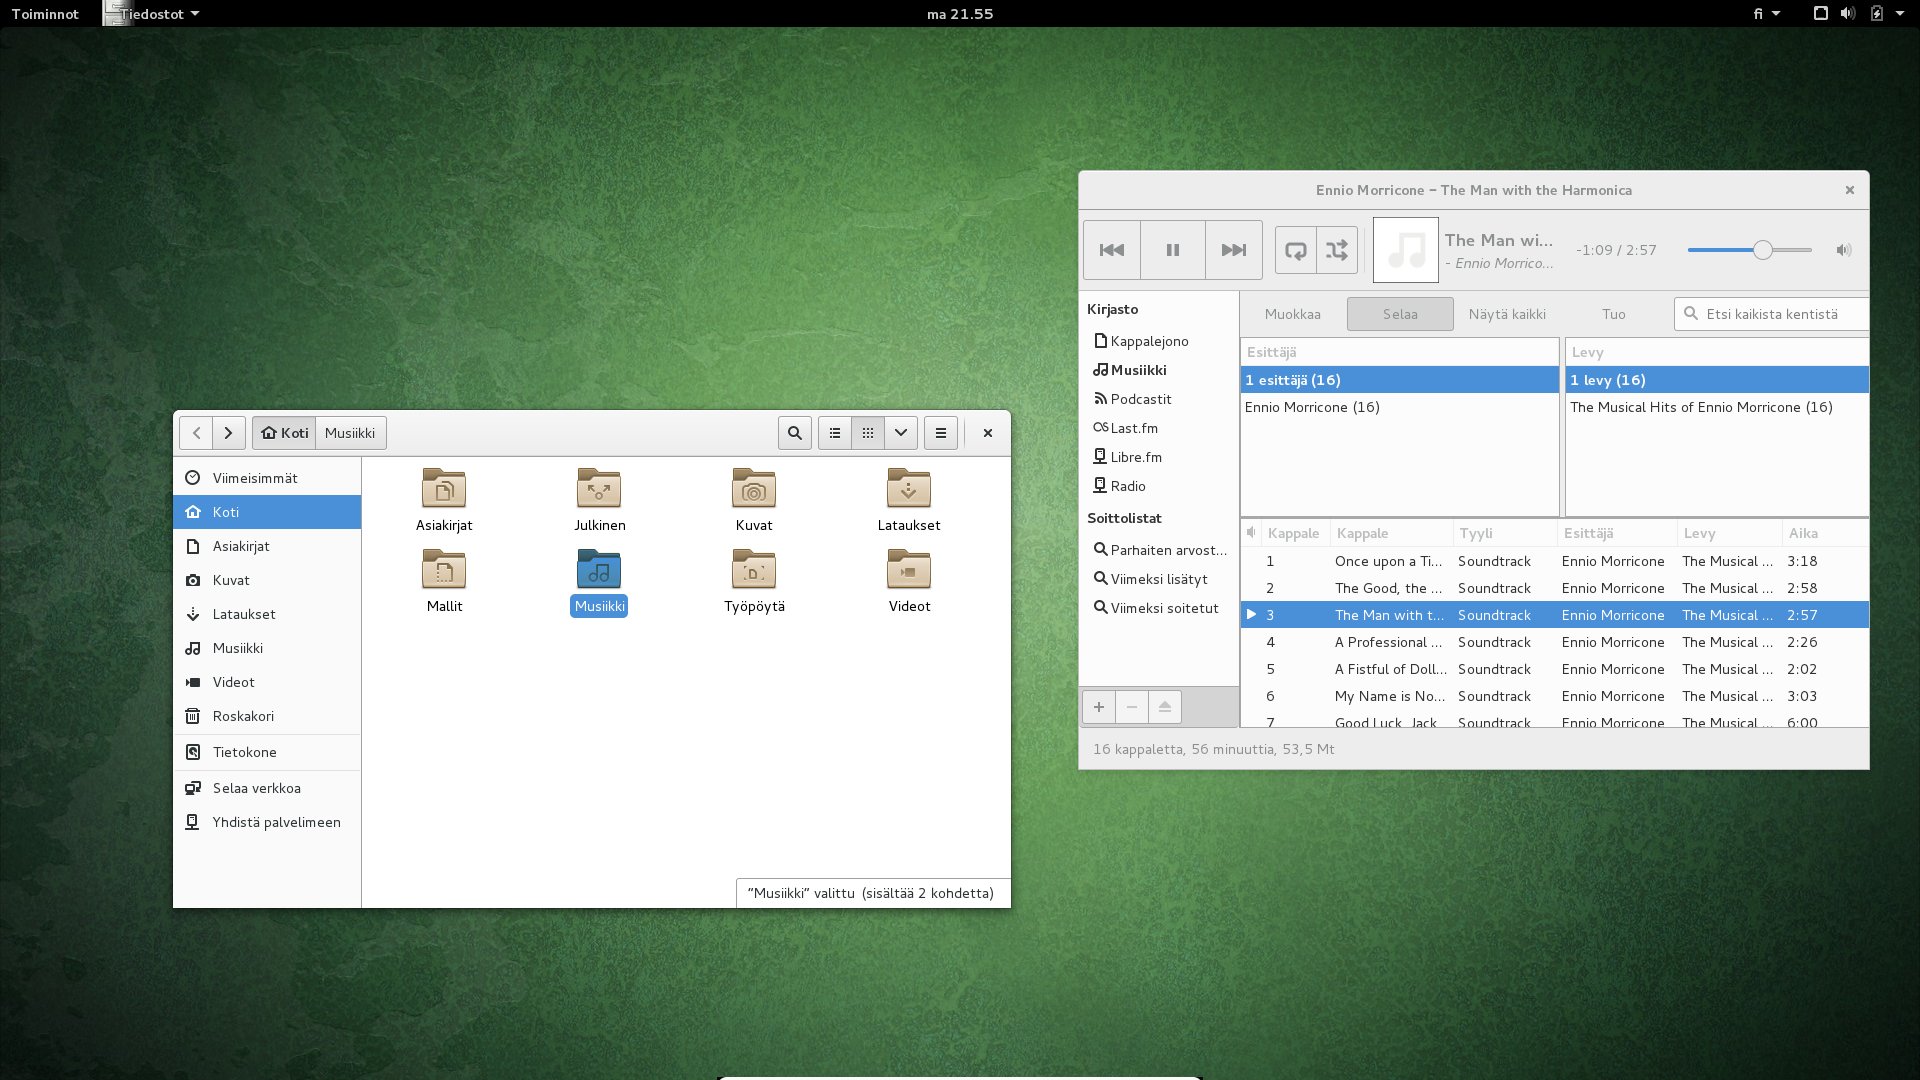 Toiminnot Tiedostot ma 21.55 fi
Ennio Morricone – The Man with the Harmonica
The Man wi... -1:09 / 2:57
- Ennio Morrico...
Kirjasto
Kappalejono
Musiikki
Podcastit
Last.fm
Libre.fm
Radio
Soittolistat
Parhaiten arvost...
Viimeksi lisätyt
Viimeksi soitetut
Muokkaa Selaa Näytä kaikki Tuo Etsi kaikista kentistä
Esittäjä Levy
1 esittäjä (16) 1 levy (16)
Ennio Morricone (16) The Musical Hits of Ennio Morricone (16)
Kappale Kappale Tyyli Esittäjä Levy Aika
1 Once upon a Ti... Soundtrack Ennio Morricone The Musical ... 3:18
2 The Good, the ... Soundtrack Ennio Morricone The Musical ... 2:58
3 The Man with t... Soundtrack Ennio Morricone The Musical ... 2:57
4 A Professional ... Soundtrack Ennio Morricone The Musical ... 2:26
5 A Fistful of Doll... Soundtrack Ennio Morricone The Musical ... 2:02
6 My Name is No... Soundtrack Ennio Morricone The Musical ... 3:03
7 Good Luck, Jack Soundtrack Ennio Morricone The Musical ... 6:00
16 kappaletta, 56 minuuttia, 53,5 Mt
Koti Musiikki
Viimeisimmät
Koti
Asiakirjat
Kuvat
Lataukset
Musiikki
Videot
Roskakori
Tietokone
Selaa verkkoa
Yhdistä palvelimeen
Asiakirjat Julkinen Kuvat Lataukset
Mallit Musiikki Työpöytä Videot
”Musiikki” valittu (sisältää 2 kohdetta)